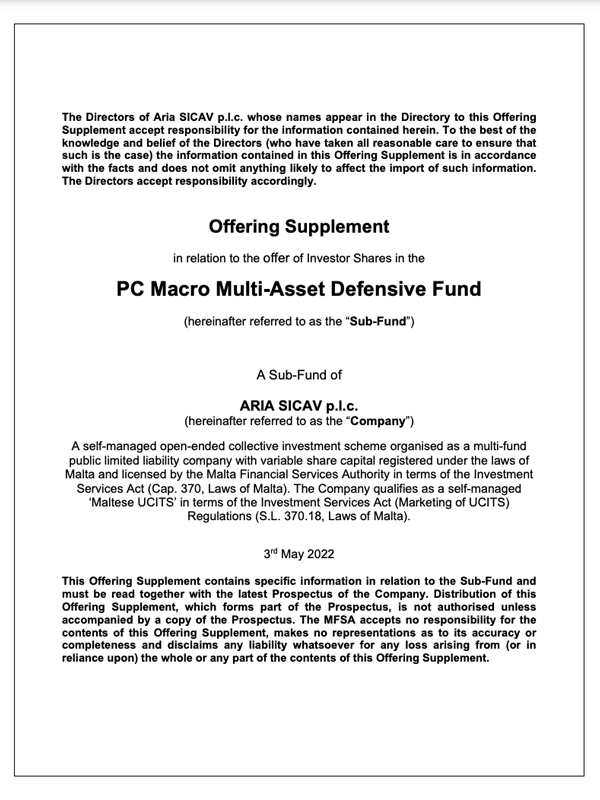 The Directors of Aria SICAV p.l.c. whose names appear in the Directory to this Offering
Supplement accept responsibility for the information contained herein. To the best of the
knowledge and belief of the Directors (who have taken all reasonable care to ensure that
such is the case) the information contained in this Offering Supplement is in accordance
with the facts and does not omit anything likely to affect the import of such information.
The Directors accept responsibility accordingly.
Offering Supplement
in relation to the offer of Investor Shares in the
PC Macro Multi-Asset Defensive Fund
(hereinafter referred to as the “Sub-Fund”)
A Sub-Fund of
ARIA SICAV p.l.c.
(hereinafter referred to as the “Company”)
A self-managed open-ended collective investment scheme organised as a multi-fund
public limited liability company with variable share capital registered under the laws of
Malta and licensed by the Malta Financial Services Authority in terms of the Investment
Services Act (Cap. 370, Laws of Malta). The Company qualifies as a self-managed
‘Maltese UCITS’ in terms of the Investment Services Act (Marketing of UCITS)
Regulations (S.L. 370.18, Laws of Malta).
3rd May 2022
This Offering Supplement contains specific information in relation to the Sub-Fund and
must be read together with the latest Prospectus of the Company. Distribution of this
Offering Supplement, which forms part of the Prospectus, is not authorised unless
accompanied by a copy of the Prospectus. The MFSA accepts no responsibility for the
contents of this Offering Supplement, makes no representations as to its accuracy or
completeness and disclaims any liability whatsoever for any loss arising from (or in
reliance upon) the whole or any part of the contents of this Offering Supplement.